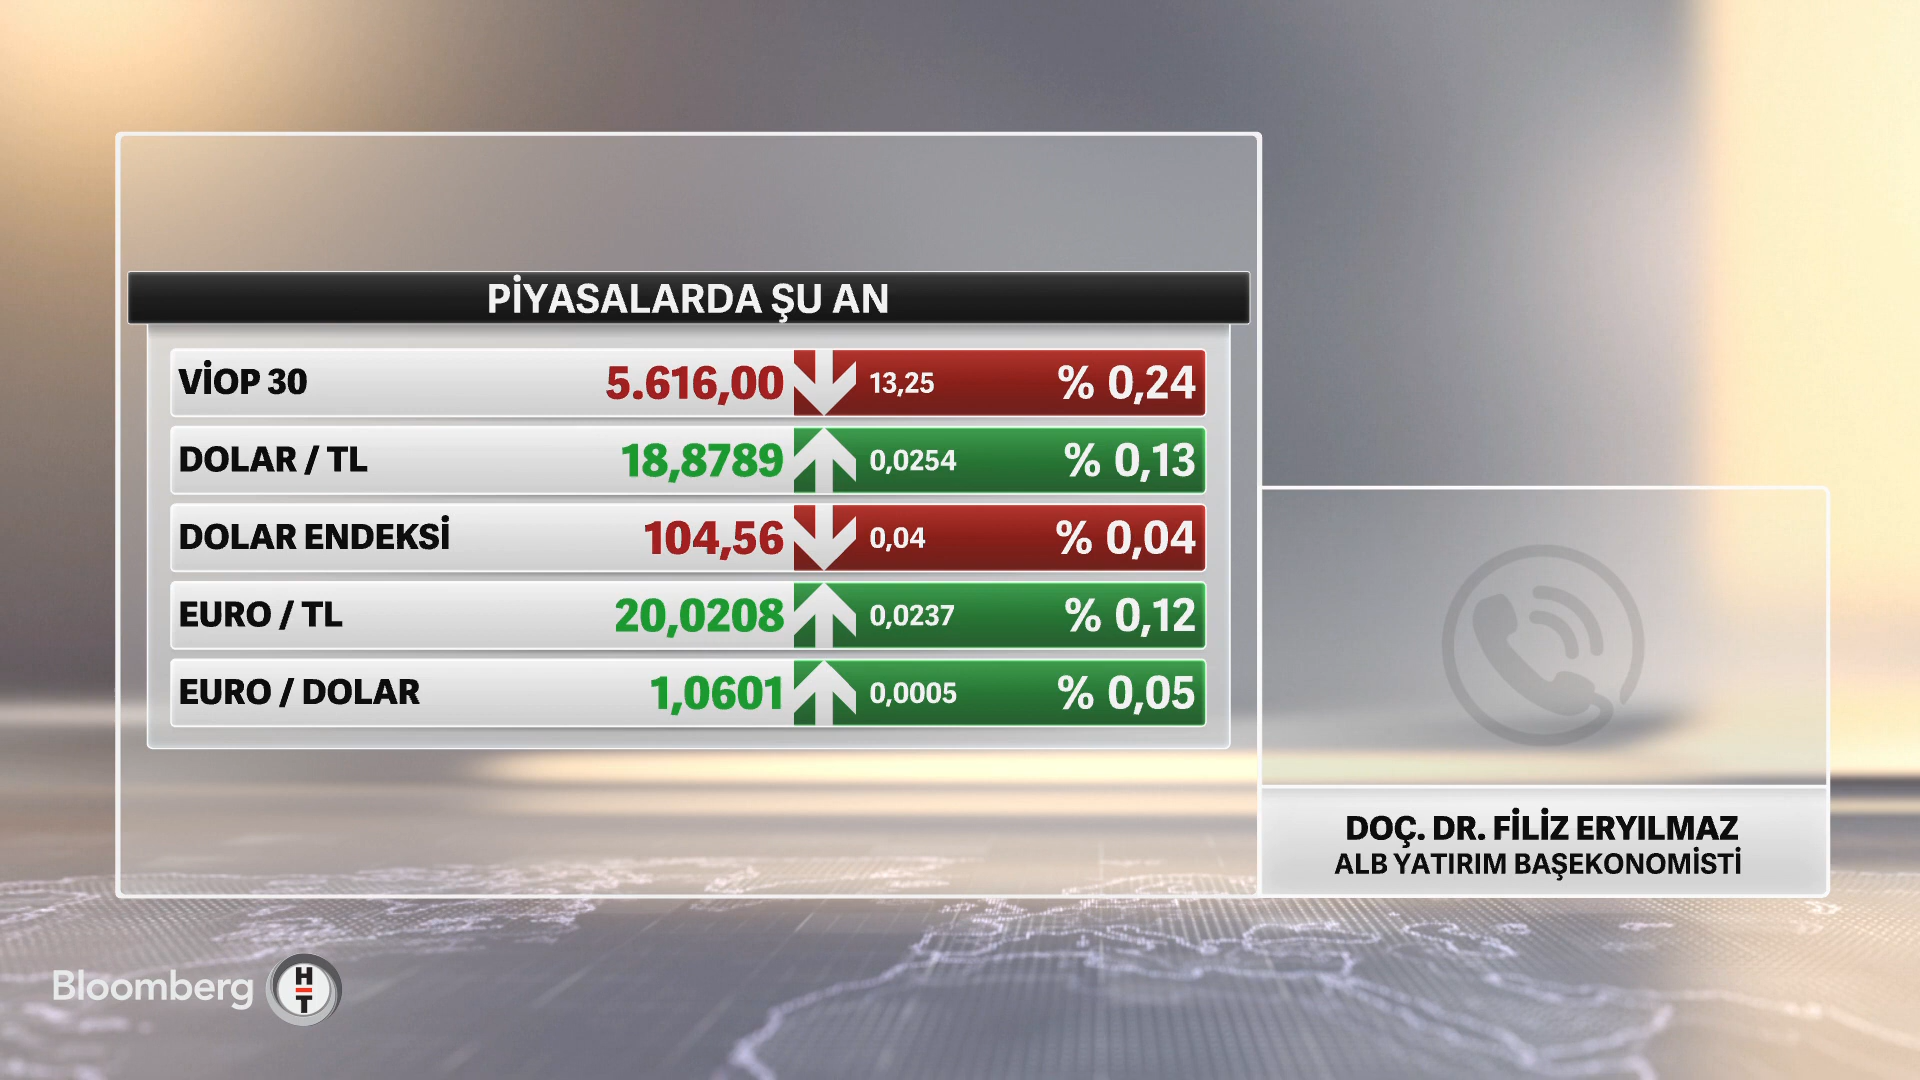 PİYASALARDA ŞU AN
VİOP 30 5.616,00 13,25 % 0,24
DOLAR / TL 18,8789 0,0254 % 0,13
DOLAR ENDEKSİ 104,56 0,04 % 0,04
EURO / TL 20,0208 0,0237 % 0,12
EURO / DOLAR 1,0601 0,0005 % 0,05
DOÇ. DR. FİLİZ ERYILMAZ
ALB YATIRIM BAŞEKONOMİSTİ
Bloomberg HT